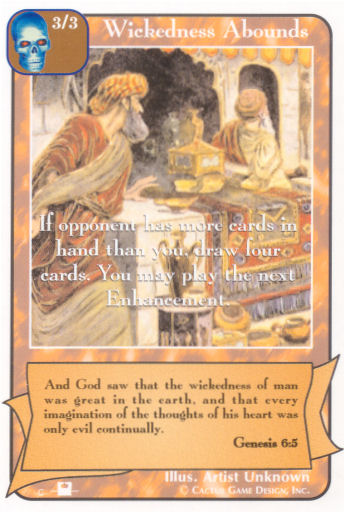 3/3 Wickedness Abounds
If opponent has more cards in
hand than you, draw four
cards. You may play the next
Enhancement.
And God saw that the wickedness of man
was great in the earth, and that every
imagination of the thoughts of his heart was
only evil continually.
Genesis 6:5
Illus. Artist Unknown
© Cactus Game Design, Inc.
G